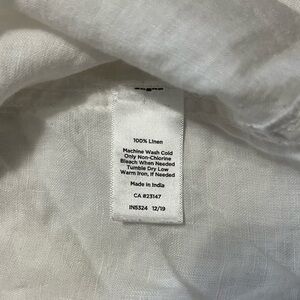 100% Linen
Machine Wash Cold
Only Non-Chlorine
Bleach When Needed
Tumble Dry Low
Warm Iron, If Needed
Made in India
CA #23147
IN5324 12/19